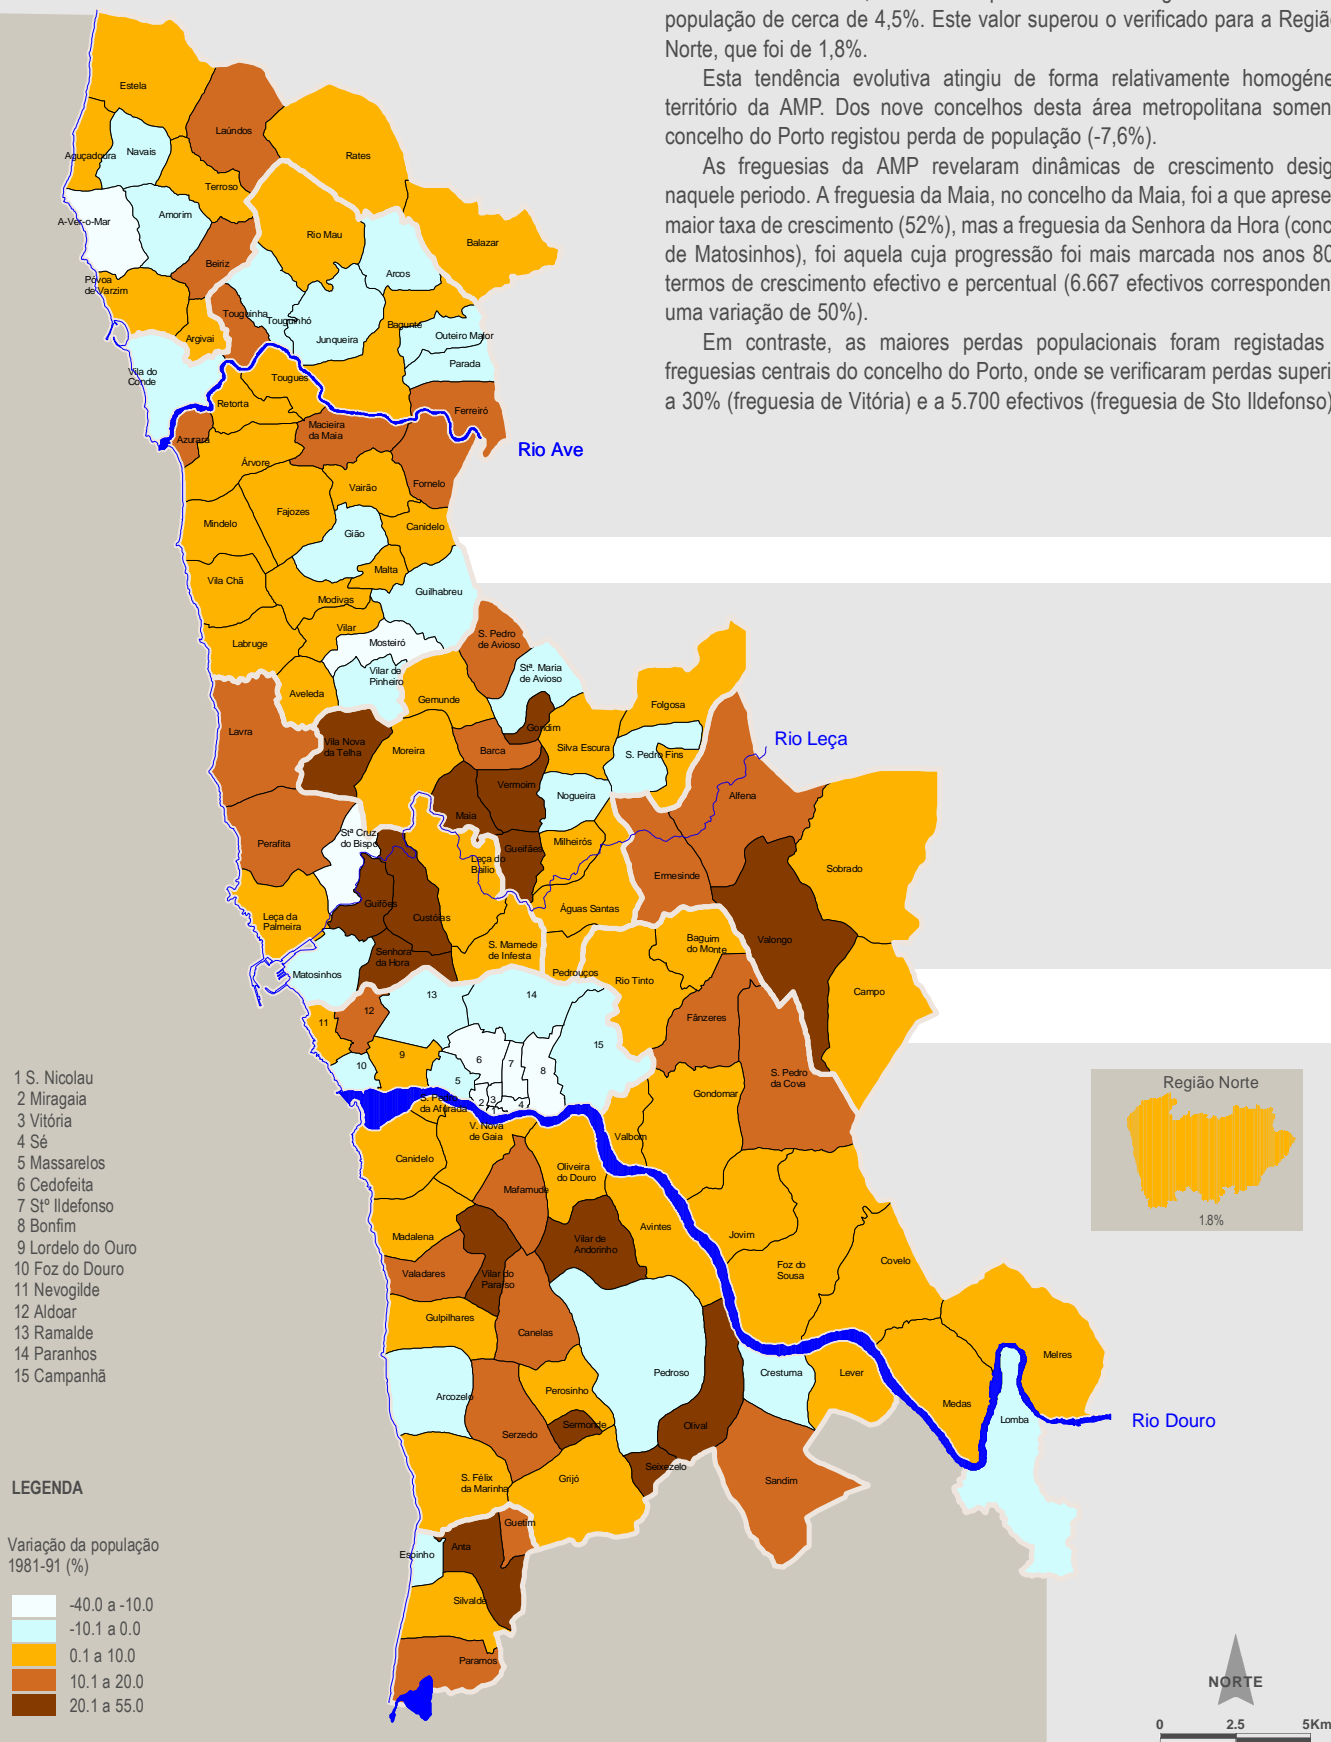 população de cerca de 4,5%. Este valor superou o verificado para a Região
Norte, que foi de 1,8%.
Esta tendência evolutiva atingiu de forma relativamente homogéne
território da AMP. Dos nove concelhos desta área metropolitana somen
concelho do Porto registou perda de população (-7,6%).
As freguesias da AMP revelaram dinâmicas de crescimento desig
naquele periodo. A freguesia da Maia, no concelho da Maia, foi a que aprese
maior taxa de crescimento (52%), mas a freguesia da Senhora da Hora (conc
de Matosinhos), foi aquela cuja progressão foi mais marcada nos anos 80
termos de crescimento efectivo e percentual (6.667 efectivos corresponden
uma variação de 50%).
Em contraste, as maiores perdas populacionais foram registadas
freguesias centrais do concelho do Porto, onde se verificaram perdas superi
a 30% (freguesia de Vitória) e a 5.700 efectivos (freguesia de Sto Ildefonso)
Estela
Laúndos
Aguçadoura
Navais
Rates
Terroso
A-Ver-o-Mar
Amorim
Rio Mau
Balazar
Beiriz
Arcos
Póvoa
de Varzim
Touguinha
Touguinhó
Bagunte
Argivai
Junqueira
Outeiro Maior
Parada
Vila do
Conde
Tougues
Retorta
Ferreiró
Azurara
Macieira
da Maia
Rio Ave
Árvore
Vairão
Fornelo
Mindelo
Fajozes
Gião
Canidelo
Vila Chã
Malta
Modivas
Guilhabreu
Labruge
Vilar
Mosteiró
S. Pedro
de Avioso
Vilar de
Pinheiro
Stª. Maria
de Avioso
Aveleda
Gemunde
Folgosa
Lavra
Vila Nova
da Telha
Moreira
Barca
Gondim
Silva Escura
S. Pedro Fins
Rio Leça
Vermoim
Nogueira
Alfena
Maia
Perafita
Stª Cruz
do Bispo
Leça do
Balio
Gueifães
Milheirós
Ermesinde
Sobrado
Leça da
Palmeira
Guifões
Custóias
Águas Santas
Valongo
Senhora
da Hora
S. Mamede
de Infesta
Baguim
do Monte
Matosinhos
Pedrouços
Rio Tinto
Campo
13
14
12
11
Fânzeres
15
9
6
7
8
10
5
2
3
4
1
S. Pedro
da Cova
Gondomar
S. Pedro
da Afurada
V. Nova
de Gaia
Valbom
Canidelo
Oliveira
do Douro
Mafamude
Avintes
Jovim
Madalena
Vilar de
Andorinho
Covelo
Valadares
Vilar do
Paraíso
Foz do
Sousa
Gulpilhares
Canelas
Melres
Pedroso
Crestuma
Lever
Arcozelo
Perosinho
Medas
Serzedo
Sermonde
Olival
Lomba
Rio Douro
S. Félix
da Marinha
Grijó
Seixezelo
Sandim
Guetim
Espinho
Anta
Silvalde
Paramos
1 S. Nicolau
2 Miragaia
3 Vitória
4 Sé
5 Massarelos
6 Cedofeita
7 Stº Ildefonso
8 Bonfim
9 Lordelo do Ouro
10 Foz do Douro
11 Nevogilde
12 Aldoar
13 Ramalde
14 Paranhos
15 Campanhã
Região Norte
1.8%
LEGENDA
Variação da população
1981-91 (%)
-40.0 a -10.0
-10.1 a 0.0
0.1 a 10.0
10.1 a 20.0
20.1 a 55.0
NORTE
0 2.5 5Km